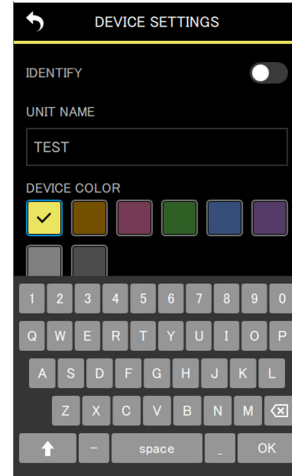 DEVICE SETTINGS
IDENTIFY
UNIT NAME
TEST
DEVICE COLOR
1 2 3 4 5 6 7 8 9 0
Q W E R T Y U I O P
A S D F G H J K L
Z X C V B N M
- space _ OK